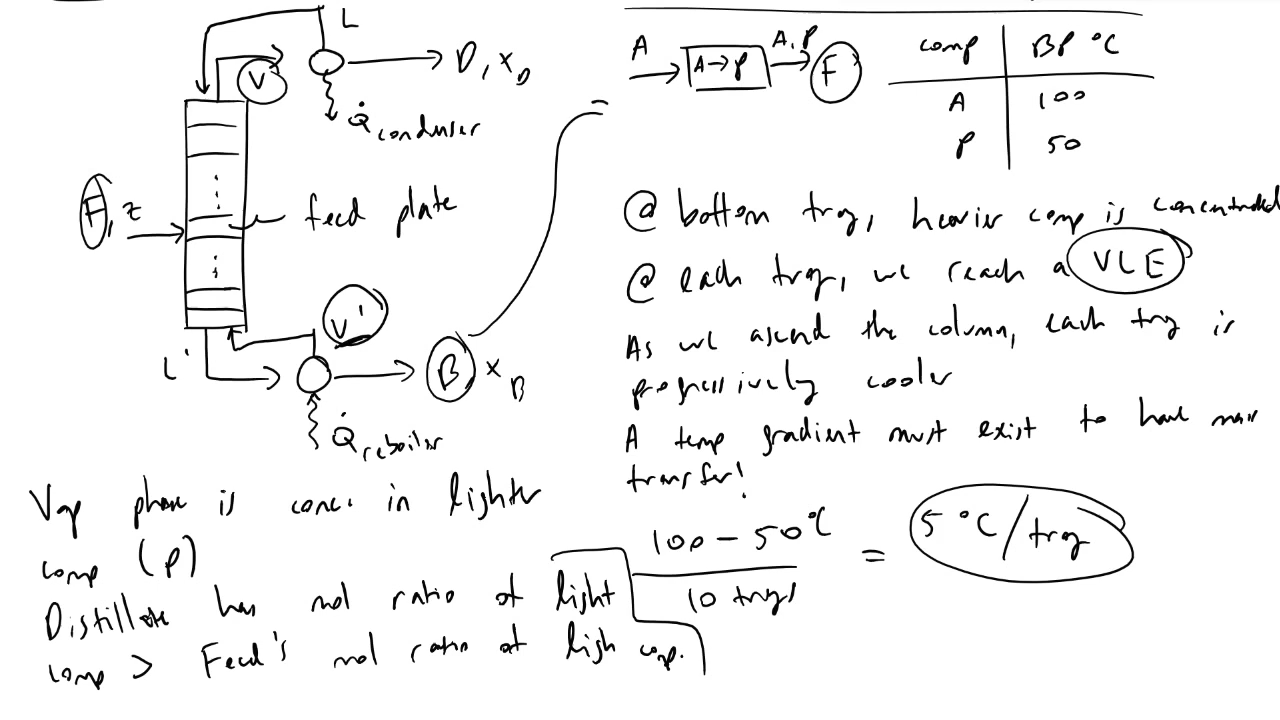 L
V
D, x_D
Q̇ condenser
F, z
feed plate
V'
L'
B x_B
Q̇ reboiler
Vap phase is conc. in lighter
comp (P)
Distillate has mol ratio of light
comp > Feed's mol ratio of ligh comp.
A A→P A, P F
comp BP °C
A 100
P 50
@ bottom tray, heavier comp is concentrated
@ each tray, we reach a VLE
As we ascend the column, each tray is
progressively cooler
A temp gradient must exist to have mass
transfer!
100 - 50 °C
= 5 °C/tray
10 trays